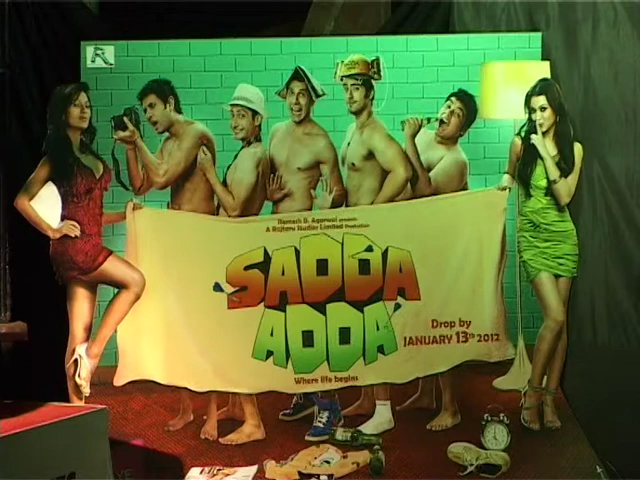 R
Ramesh D. Agarwal presents
A Rajtaru Studios Limited Production
SADDA
ADDA
Drop by
JANUARY 13th 2012
Where life begins